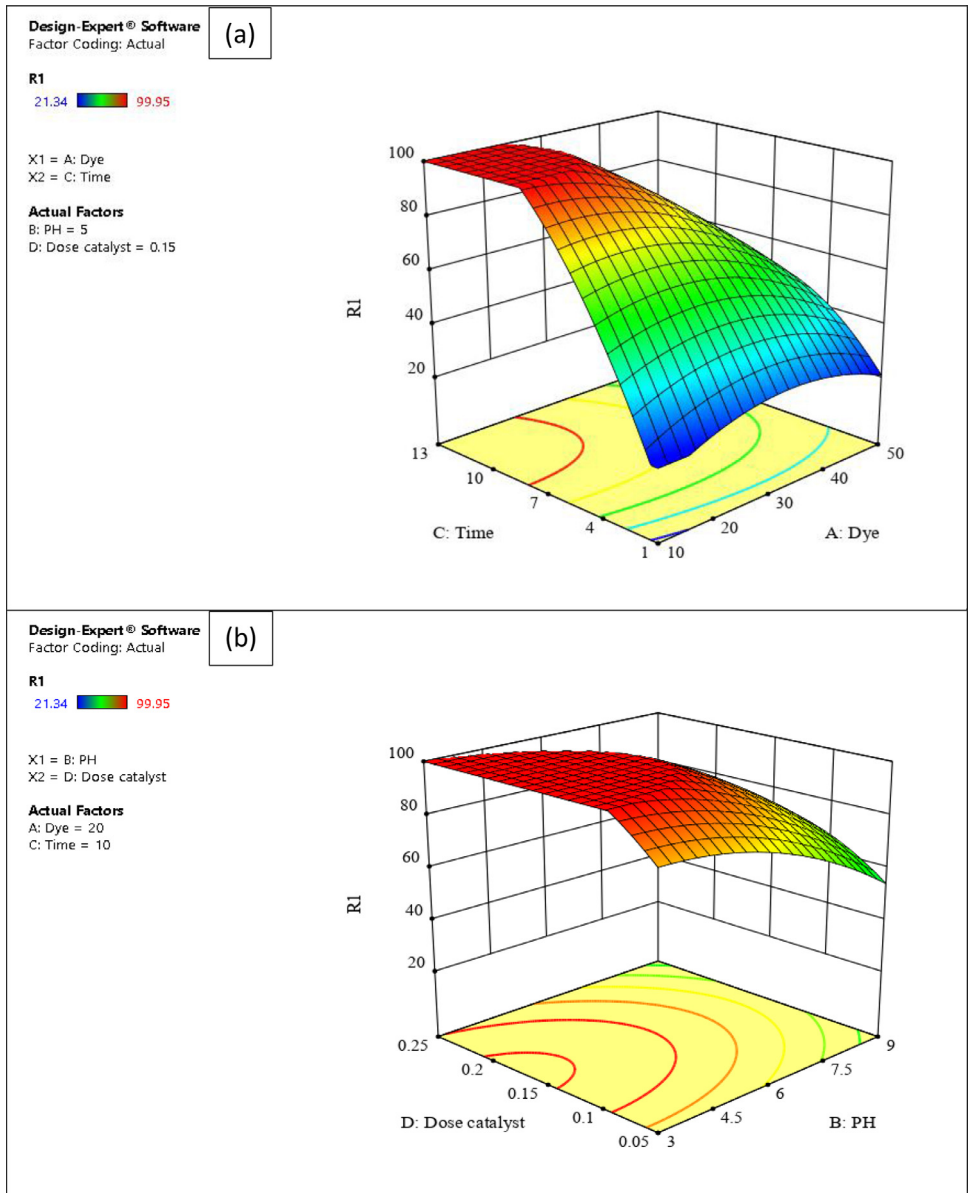 Design-Expert® Software
Factor Coding: Actual
(a)
R1
21.34 99.95
X1 = A: Dye
X2 = C: Time
Actual Factors
B: PH = 5
D: Dose catalyst = 0.15
100
80
60
40
20
R1
13
10
7
4
1
C: Time
10
20
30
40
50
A: Dye
Design-Expert® Software
Factor Coding: Actual
(b)
R1
21.34 99.95
X1 = B: PH
X2 = D: Dose catalyst
Actual Factors
A: Dye = 20
C: Time = 10
100
80
60
40
20
R1
0.25
0.2
0.15
0.1
0.05
D: Dose catalyst
3
4.5
6
7.5
9
B: PH